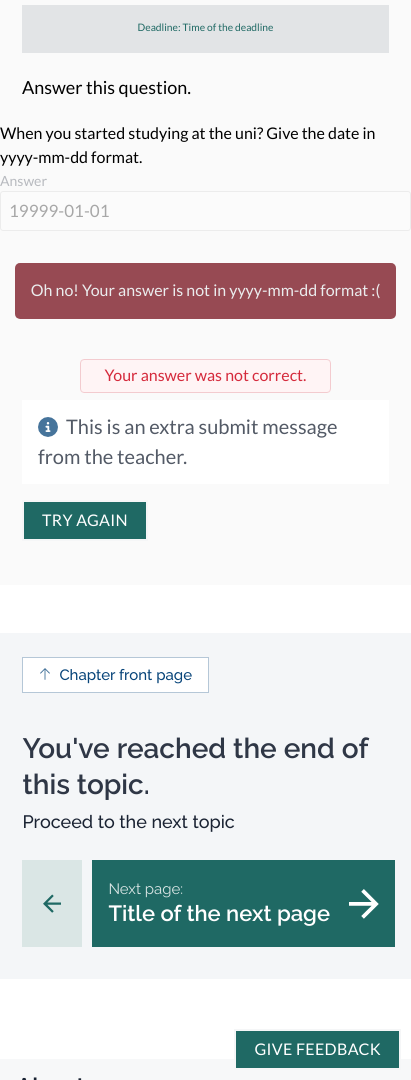 Deadline: Time of the deadline
Answer this question.
When you started studying at the uni? Give the date in
yyyy-mm-dd format.
Answer
19999-01-01
Oh no! Your answer is not in yyyy-mm-dd format :(
Your answer was not correct.
This is an extra submit message
from the teacher.
TRY AGAIN
↑ Chapter front page
You've reached the end of
this topic.
Proceed to the next topic
Next page:
Title of the next page
GIVE FEEDBACK